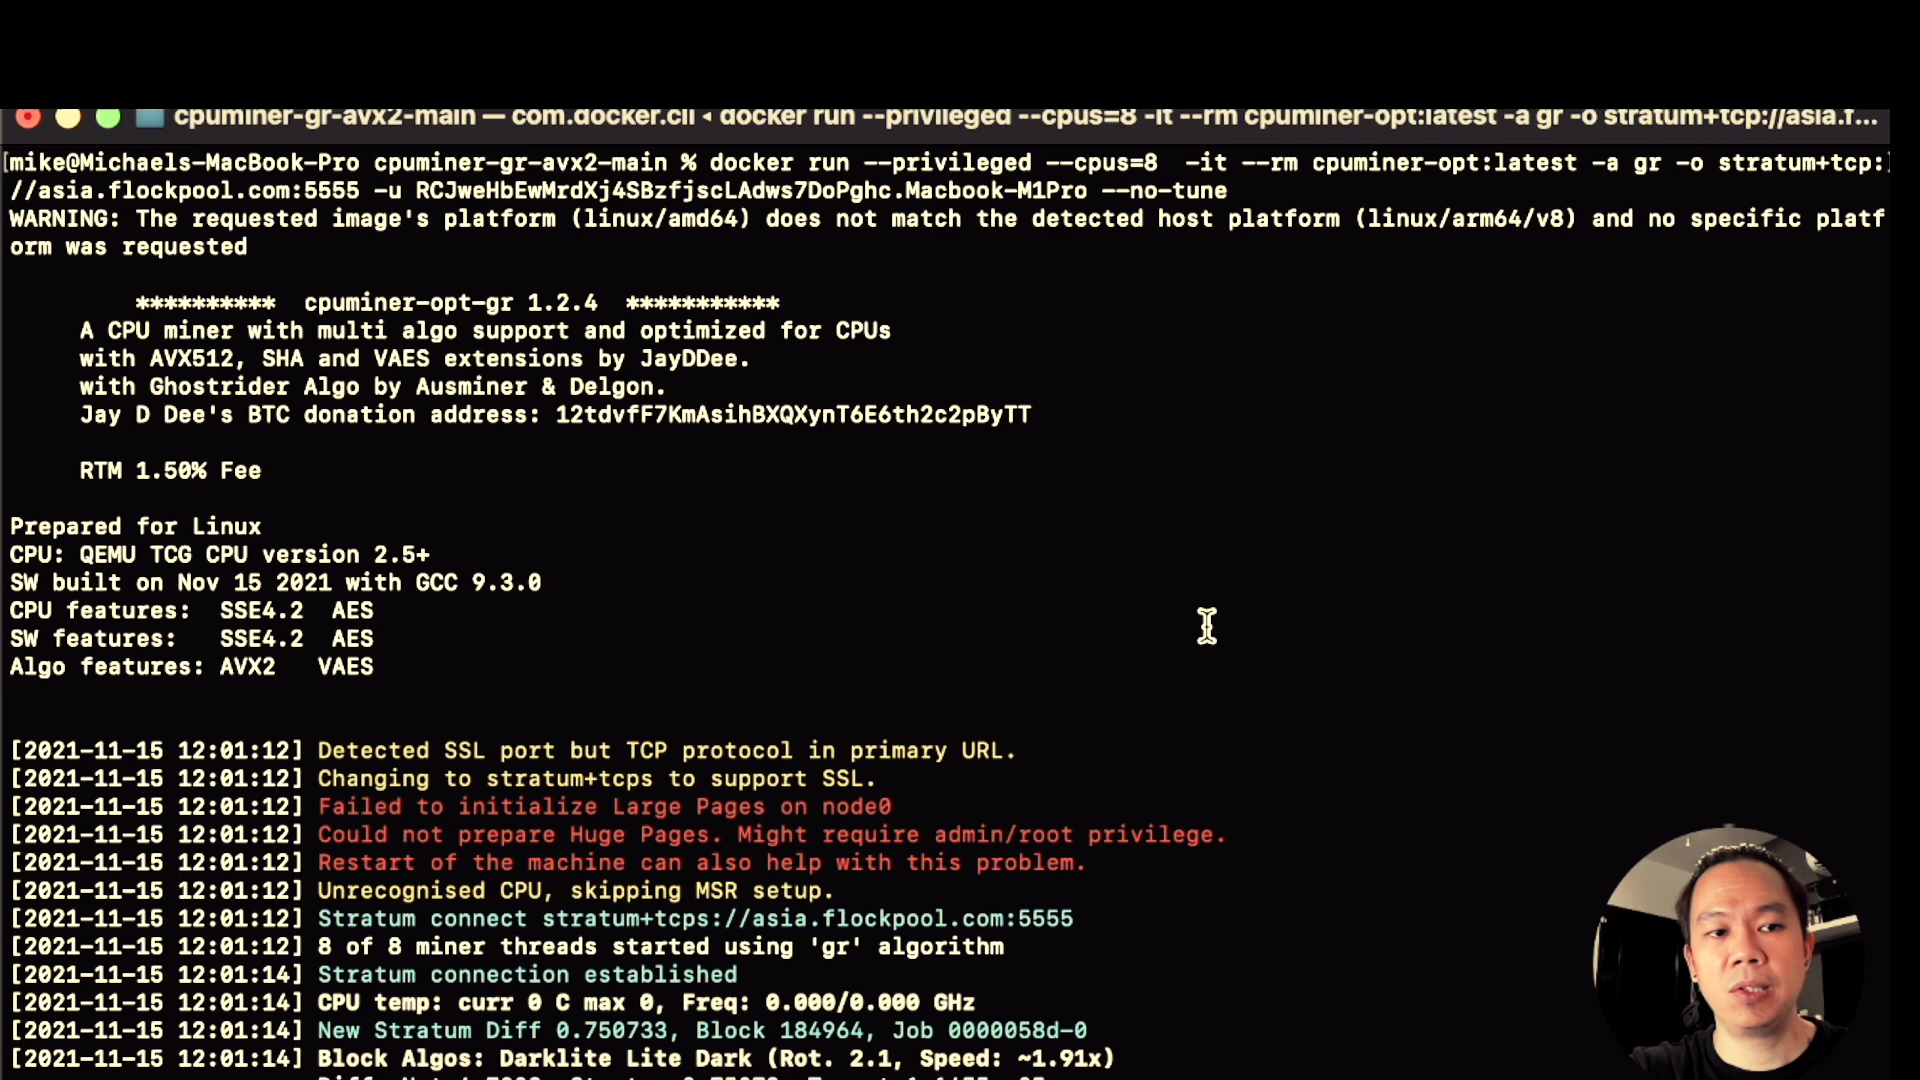 cpuminer-gr-avx2-main — com.docker.cli ◂ docker run --privileged --cpus=8 -it --rm cpuminer-opt:latest -a gr -o stratum+tcp://asia.f...
[mike@Michaels-MacBook-Pro cpuminer-gr-avx2-main % docker run --privileged --cpus=8  -it --rm cpuminer-opt:latest -a gr -o stratum+tcp:]
//asia.flockpool.com:5555 -u RCJweHbEwMrdXj4SBzfjscLAdws7DoPghc.Macbook-M1Pro --no-tune
WARNING: The requested image's platform (linux/amd64) does not match the detected host platform (linux/arm64/v8) and no specific platf
orm was requested
********** cpuminer-opt-gr 1.2.4 ***********
A CPU miner with multi algo support and optimized for CPUs
with AVX512, SHA and VAES extensions by JayDDee.
with Ghostrider Algo by Ausminer & Delgon.
Jay D Dee's BTC donation address: 12tdvfF7KmAsihBXQXynT6E6th2c2pByTT
RTM 1.50% Fee
Prepared for Linux
CPU: QEMU TCG CPU version 2.5+
SW built on Nov 15 2021 with GCC 9.3.0
CPU features: SSE4.2 AES
SW features: SSE4.2 AES
Algo features: AVX2 VAES
[2021-11-15 12:01:12] Detected SSL port but TCP protocol in primary URL.
[2021-11-15 12:01:12] Changing to stratum+tcps to support SSL.
[2021-11-15 12:01:12] Failed to initialize Large Pages on node0
[2021-11-15 12:01:12] Could not prepare Huge Pages. Might require admin/root privilege.
[2021-11-15 12:01:12] Restart of the machine can also help with this problem.
[2021-11-15 12:01:12] Unrecognised CPU, skipping MSR setup.
[2021-11-15 12:01:12] Stratum connect stratum+tcps://asia.flockpool.com:5555
[2021-11-15 12:01:12] 8 of 8 miner threads started using 'gr' algorithm
[2021-11-15 12:01:14] Stratum connection established
[2021-11-15 12:01:14] CPU temp: curr 0 C max 0, Freq: 0.000/0.000 GHz
[2021-11-15 12:01:14] New Stratum Diff 0.750733, Block 184964, Job 0000058d-0
[2021-11-15 12:01:14] Block Algos: Darklite Lite Dark (Rot. 2.1, Speed: ~1.91x)